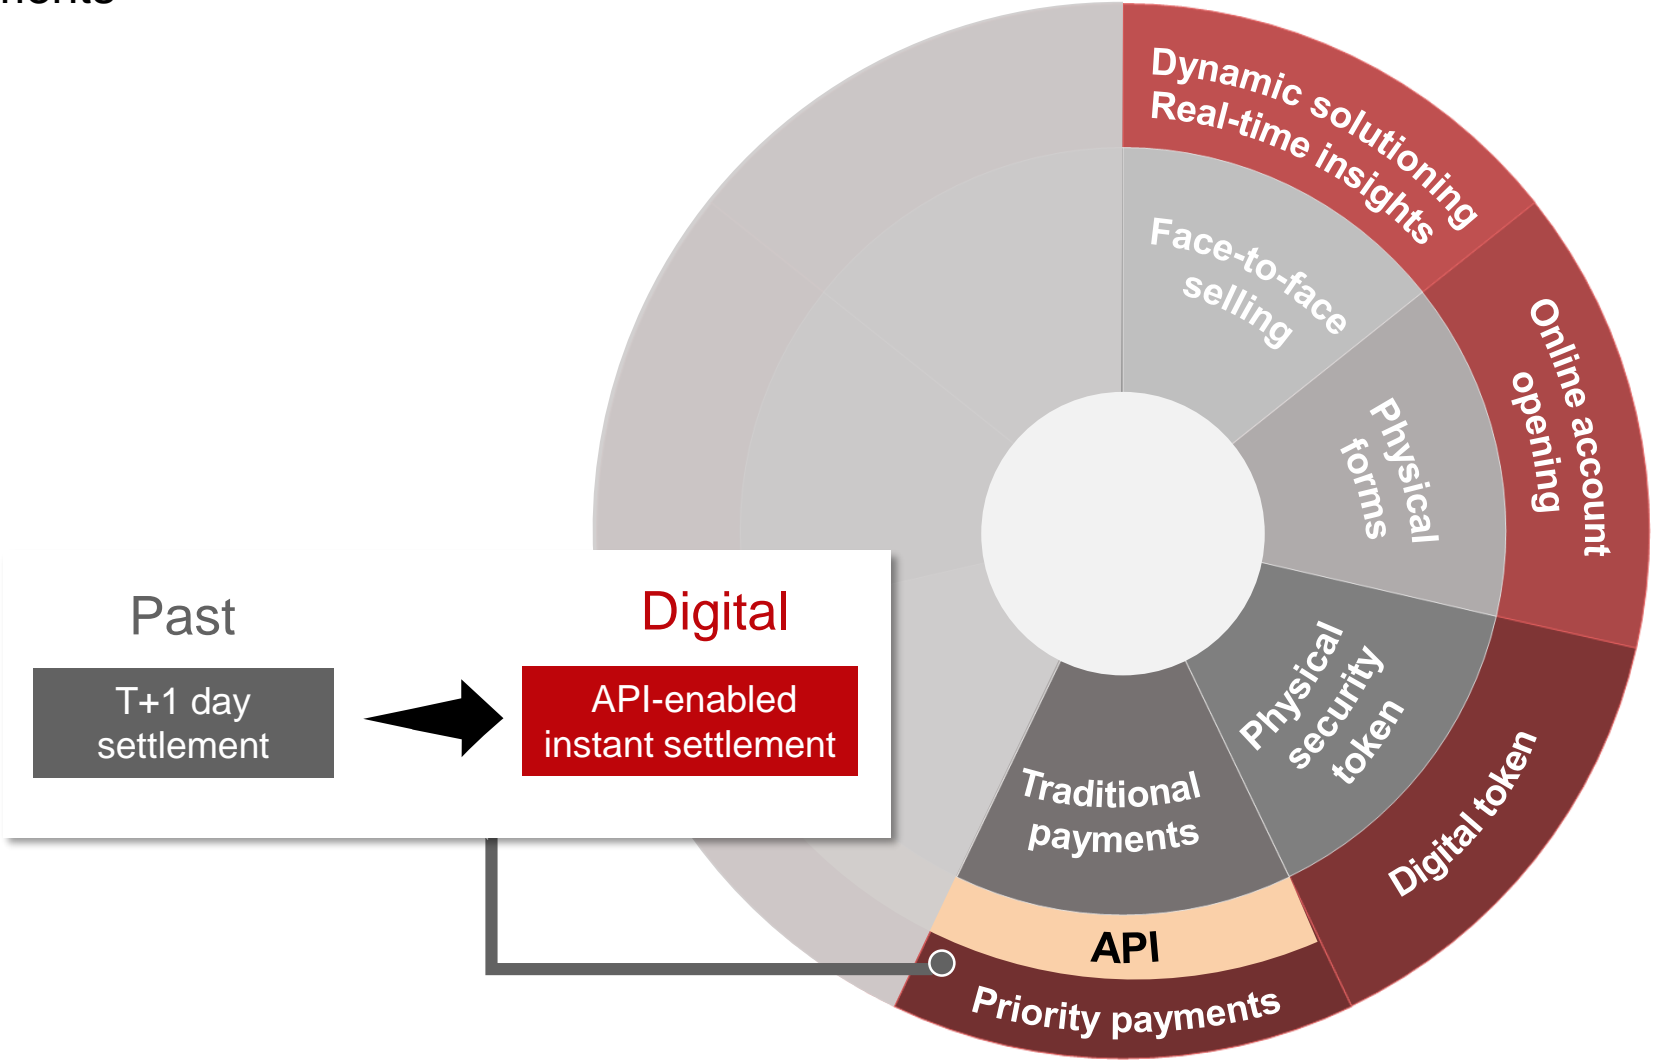 Dynamic solutioning
Real-time insights
Face-to-face
selling
Online account
opening
Physical
forms
Physical
security
token
Digital token
Traditional
payments
API
Priority payments
Past
T+1 day
settlement
Digital
API-enabled
instant settlement